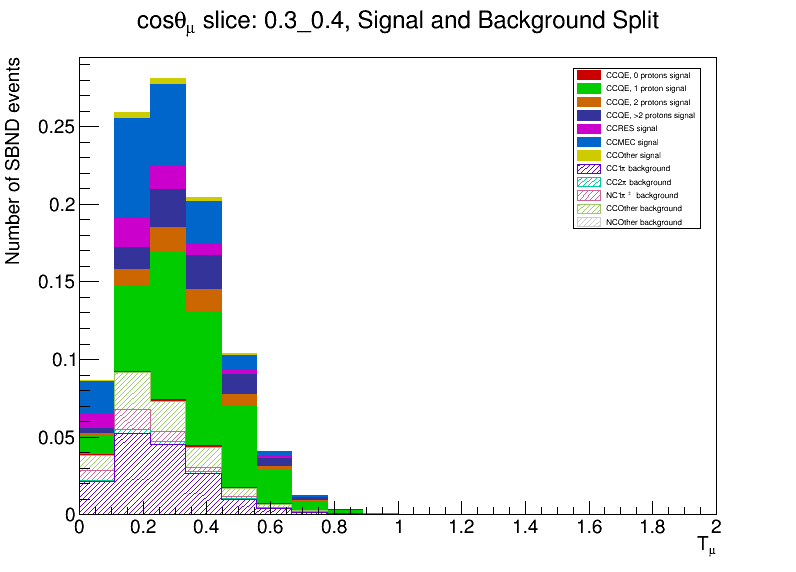 cosθμ slice: 0.3_0.4, Signal and Background Split
Number of SBND events
CCQE, 0 protons signal
CCQE, 1 proton signal
CCQE, 2 protons signal
CCQE, >2 protons signal
CCRES signal
CCMEC signal
CCOther signal
CC1π background
CC2π background
NC1π± background
CCOther background
NCOther background
0.25
0.2
0.15
0.1
0.05
0
0 0.2 0.4 0.6 0.8 1 1.2 1.4 1.6 1.8 2
Tμ